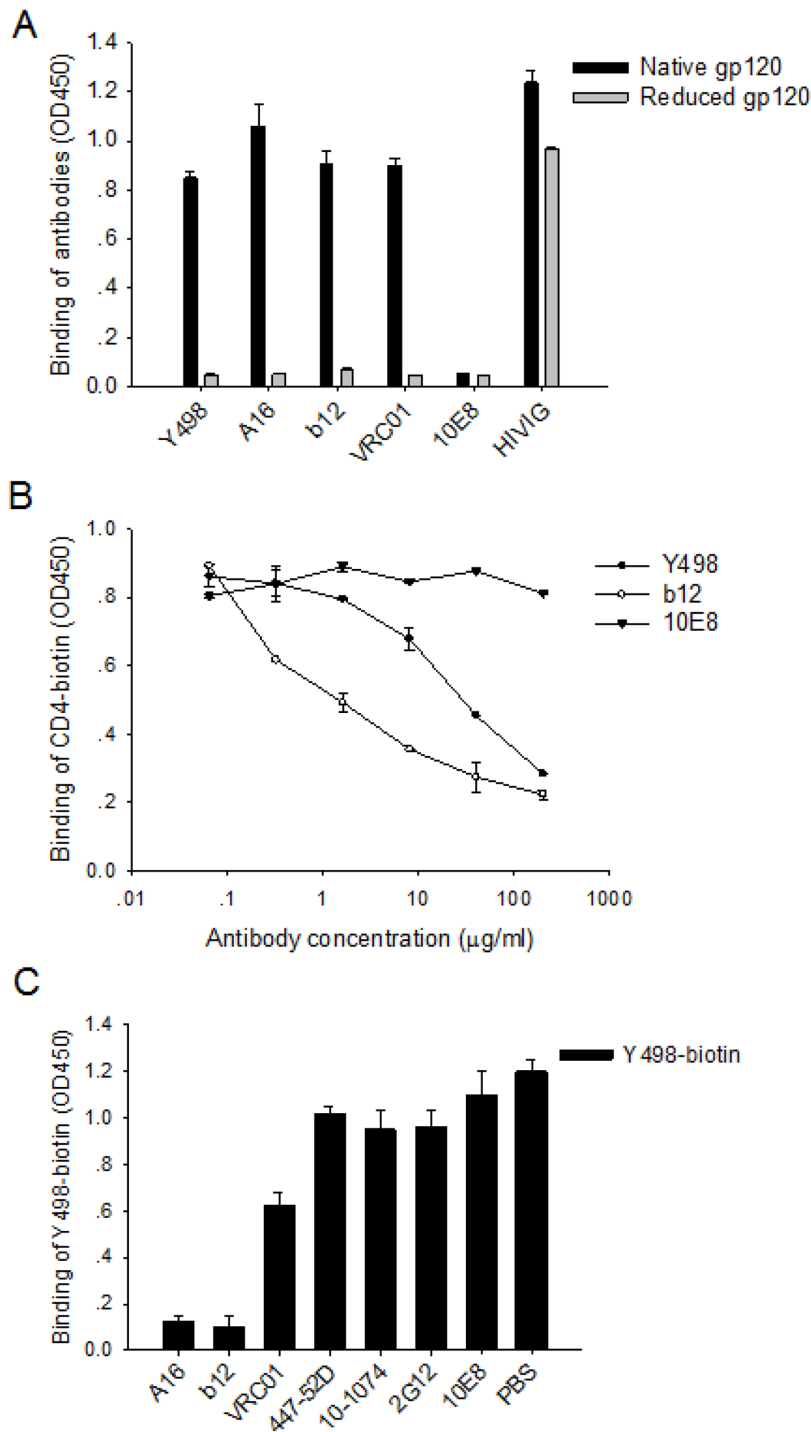 A
Binding of antibodies (OD450)
1.4
1.2
1.0
.8
.6
.4
.2
0.0
Native gp120
Reduced gp120
Y498
A16
b12
VRC01
10E8
HIVIG
B
Binding of CD4-biotin (OD450)
1.0
.8
.6
.4
.2
0.0
Y498
b12
10E8
.01
.1
1
10
100
1000
Antibody concentration (μg/ml)
C
Binding of Y498-biotin (OD450)
1.4
1.2
1.0
.8
.6
.4
.2
0.0
Y498-biotin
A16
b12
VRC01
447-52D
10-1074
2G12
10E8
PBS